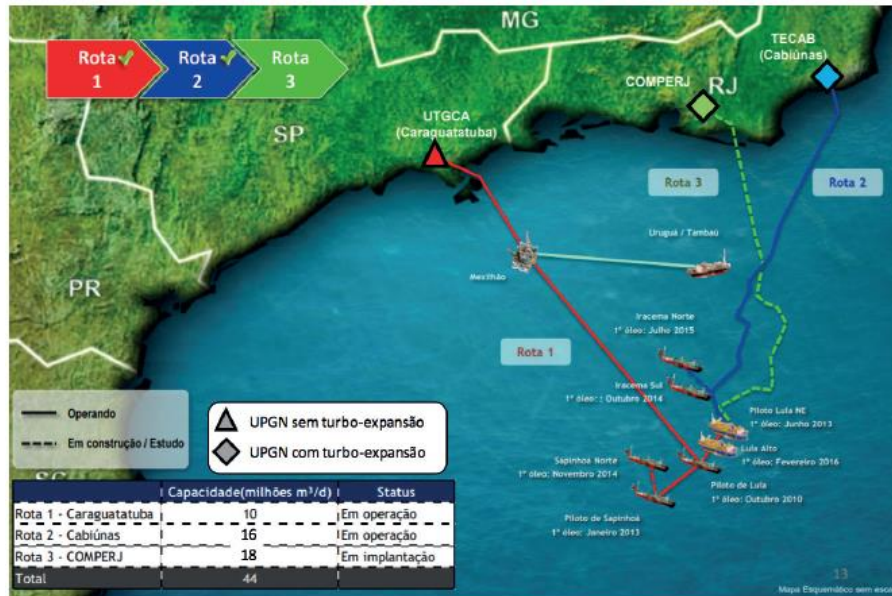 MG
TECAB
(Cabiúnas)
Rota
1
Rota
2
Rota
3
COMPERJ
RJ
UTGCA
(Caraguatatuba)
SP
Rota 3
Rota 2
Uruguá / Tambaú
Mexilhão
PR
Iracema Norte
1º óleo: Julho 2015
Rota 1
Iracema Sul
1º óleo: : Outubro 2014
Piloto Lula NE
1º óleo: Junho 2013
Lula Alto
1º óleo: Fevereiro 2016
Sapinhoá Norte
1º óleo: Novembro 2014
Piloto de Lula
1º óleo: Outubro 2010
Piloto de Sapinhoá
1º óleo: Janeiro 2013
Operando
Em construção / Estudo
UPGN sem turbo-expansão
UPGN com turbo-expansão
SC
Capacidade(milhões m³/d) Status
Rota 1 - Caraguatatuba 10 Em operação
Rota 2 - Cabiúnas 16 Em operação
Rota 3 - COMPERJ 18 Em implantação
Total 44
13
Mapa Esquemático sem